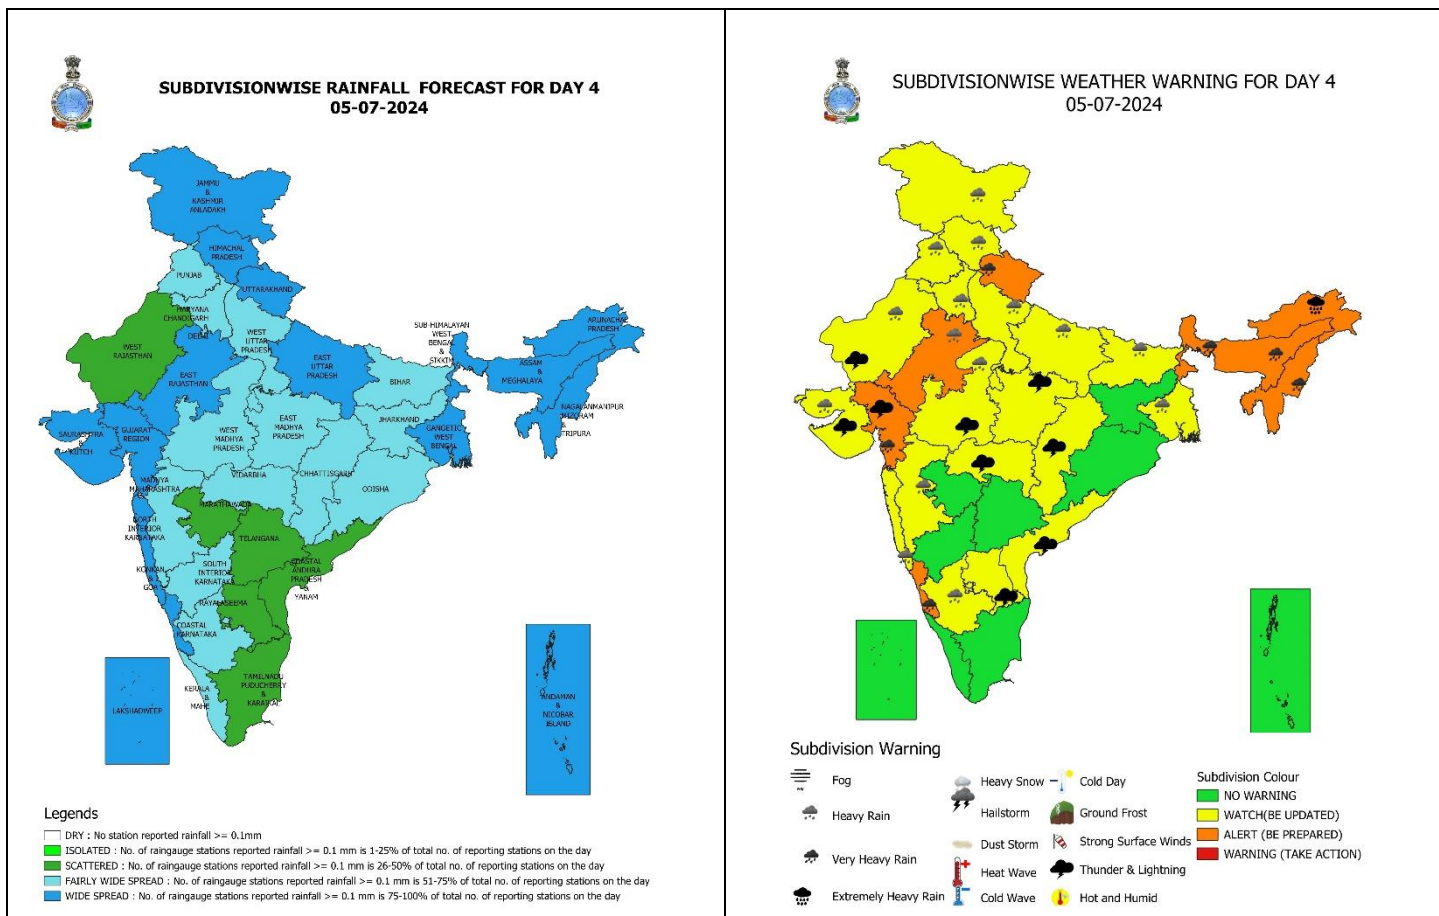 SUBDIVISIONWISE RAINFALL FORECAST FOR DAY 4
05-07-2024
JAMMU
&
KASHMIR
ANLADAKH
HIMACHAL
PRADESH
PUNJAB
UTTARAKHAND
HARYANA
CHANDIGARH
&
DELHI
WEST
RAJASTHAN
WEST
UTTAR
PRADESH
SUB-HIMALAYAN
WEST
BENGAL
&
SIKKIM
ARUNACHAL
PRADESH
EAST
RAJASTHAN
EAST
UTTAR
PRADESH
BIHAR
ASSAM
&
MEGHALAYA
NAGALANMANIPUR
MIZORAM
&
TRIPURA
SAURASHTRA
&
KUTCH
GUJARAT
REGION
WEST
MADHYA
PRADESH
EAST
MADHYA
PRADESH
JHARKHAND
GANGETIC
WEST
BENGAL
MADHYA
MAHARASHTRA
VIDARBHA
CHHATTISGARH
ODISHA
MARATHAWADA
NORTH
INTERIOR
KARNATAKA
TELANGANA
KONKAN
&
GOA
SOUTH
INTERIOR
KARNATAKA
COASTAL
ANDHRA
PRADESH
&
YANAM
RAYALASEEMA
COASTAL
KARNATAKA
KERALA
&
MAHE
TAMILNADU
PUDUCHERRY
&
KARAIKAL
LAKSHADWEEP
ANDAMAN
&
NICOBAR
ISLAND
Legends
DRY : No station reported rainfall >= 0.1mm
ISOLATED : No. of raingauge stations reported rainfall >= 0.1 mm is 1-25% of total no. of reporting stations on the day
SCATTERED : No. of raingauge stations reported rainfall >= 0.1 mm is 26-50% of total no. of reporting stations on the day
FAIRLY WIDE SPREAD : No. of raingauge stations reported rainfall >= 0.1 mm is 51-75% of total no. of reporting stations on the day
WIDE SPREAD : No. of raingauge stations reported rainfall >= 0.1 mm is 75-100% of total no. of reporting stations on the day
SUBDIVISIONWISE WEATHER WARNING FOR DAY 4
05-07-2024
Subdivision Warning
Fog
Heavy Rain
Very Heavy Rain
Extremely Heavy Rain
Heavy Snow
Hailstorm
Dust Storm
Heat Wave
Cold Wave
Cold Day
Ground Frost
Strong Surface Winds
Thunder & Lightning
Hot and Humid
Subdivision Colour
NO WARNING
WATCH(BE UPDATED)
ALERT (BE PREPARED)
WARNING (TAKE ACTION)